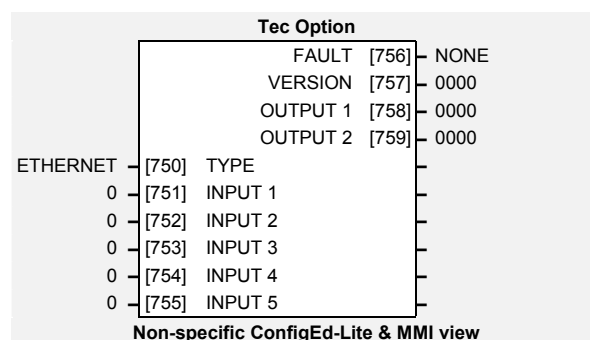 Tec Option
FAULT [756] NONE
VERSION [757] 0000
OUTPUT 1 [758] 0000
OUTPUT 2 [759] 0000
ETHERNET [750] TYPE
0 [751] INPUT 1
0 [752] INPUT 2
0 [753] INPUT 3
0 [754] INPUT 4
0 [755] INPUT 5
Non-specific ConfigEd-Lite & MMI view